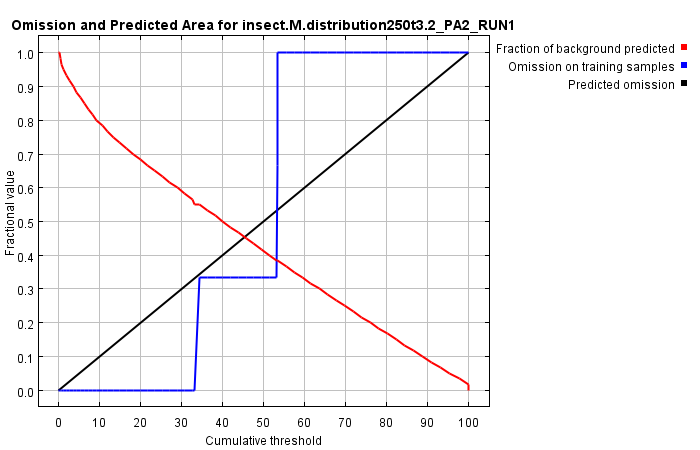 Omission and Predicted Area for insect.M.distribution250t3.2_PA2_RUN1
Fraction of background predicted
Omission on training samples
Predicted omission
Fractional value
1.0
0.9
0.8
0.7
0.6
0.5
0.4
0.3
0.2
0.1
0.0
0 10 20 30 40 50 60 70 80 90 100
Cumulative threshold